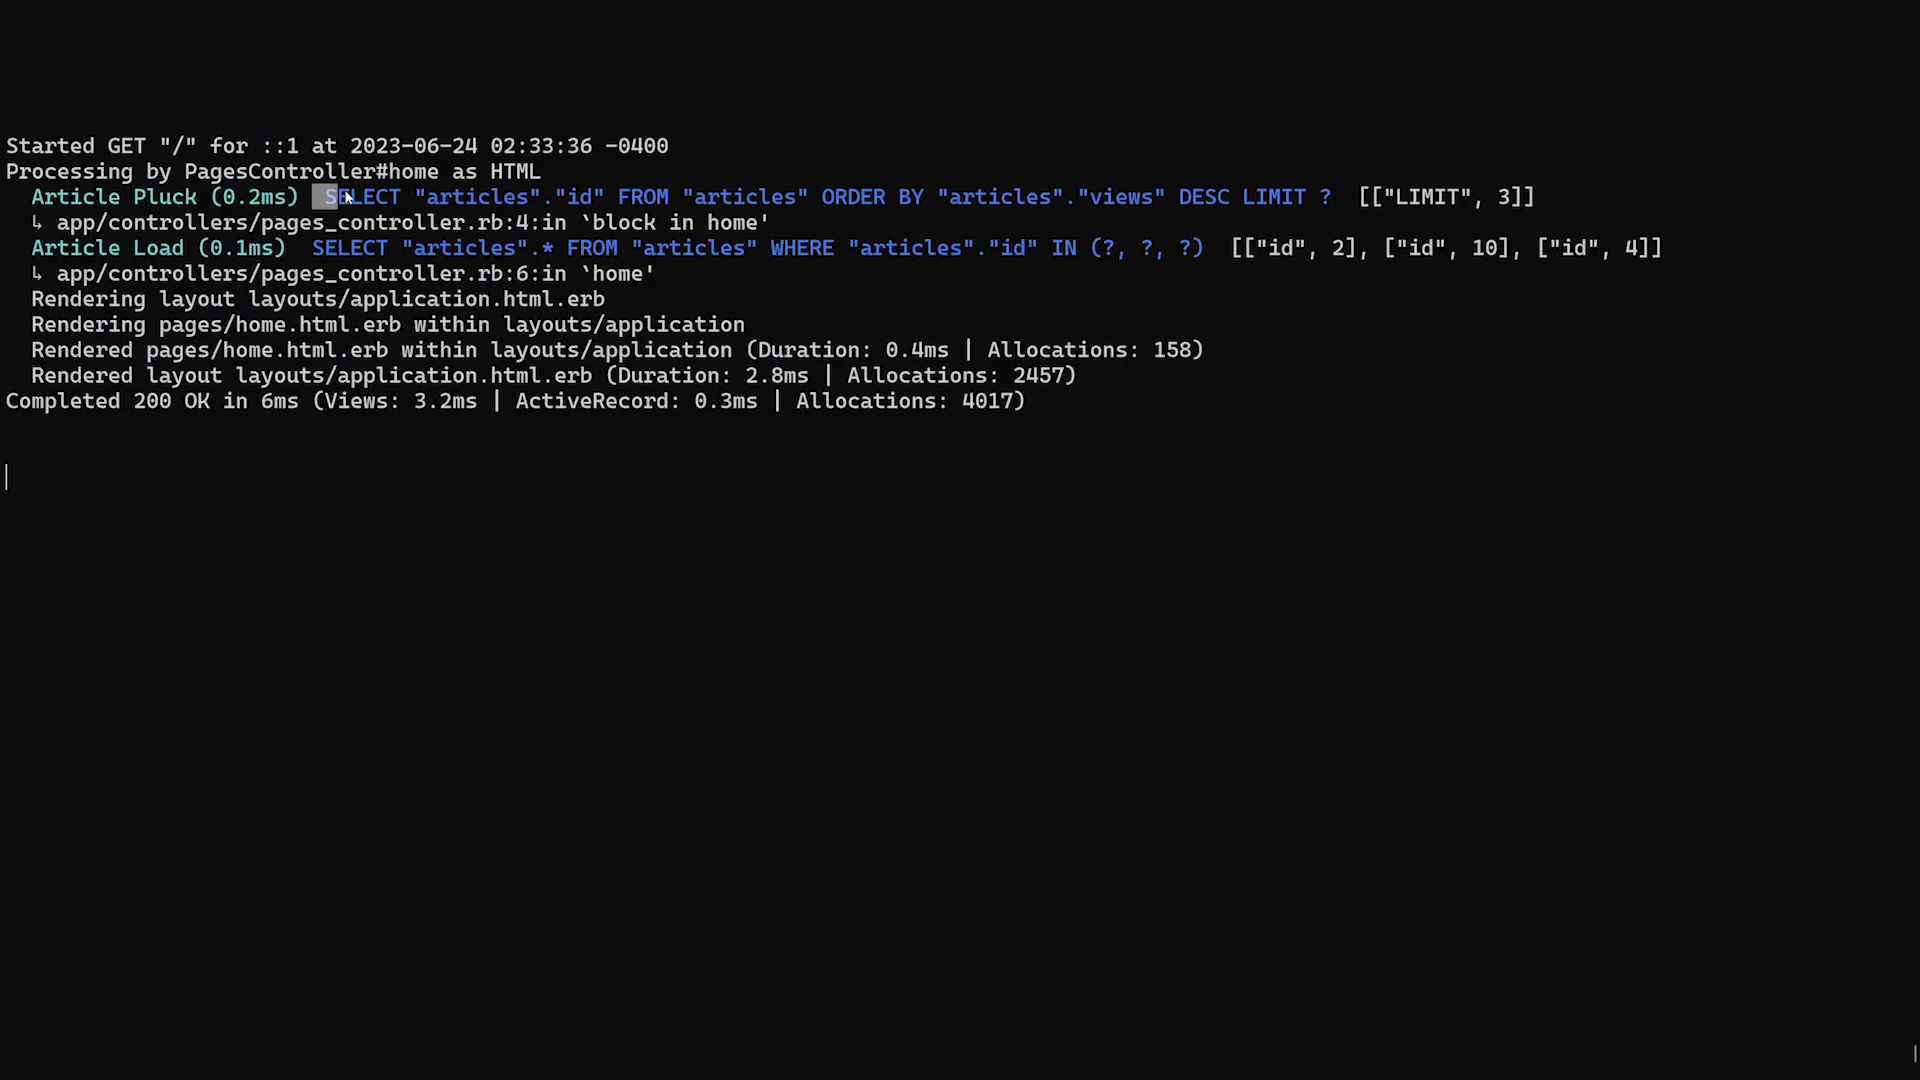 Started GET "/" for ::1 at 2023-06-24 02:33:36 -0400
Processing by PagesController#home as HTML
  Article Pluck (0.2ms)  SELECT "articles"."id" FROM "articles" ORDER BY "articles"."views" DESC LIMIT ?  [["LIMIT", 3]]
  ↳ app/controllers/pages_controller.rb:4:in `block in home'
  Article Load (0.1ms)  SELECT "articles".* FROM "articles" WHERE "articles"."id" IN (?, ?, ?)  [["id", 2], ["id", 10], ["id", 4]]
  ↳ app/controllers/pages_controller.rb:6:in `home'
  Rendering layout layouts/application.html.erb
  Rendering pages/home.html.erb within layouts/application
  Rendered pages/home.html.erb within layouts/application (Duration: 0.4ms | Allocations: 158)
  Rendered layout layouts/application.html.erb (Duration: 2.8ms | Allocations: 2457)
Completed 200 OK in 6ms (Views: 3.2ms | ActiveRecord: 0.3ms | Allocations: 4017)